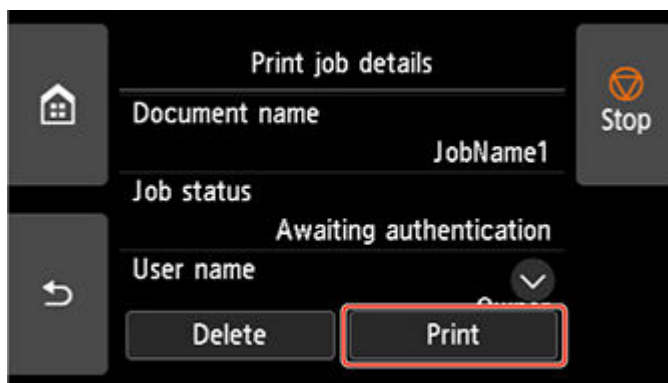 Print job details
Stop
Document name
JobName1
Job status
Awaiting authentication
User name
Delete
Print